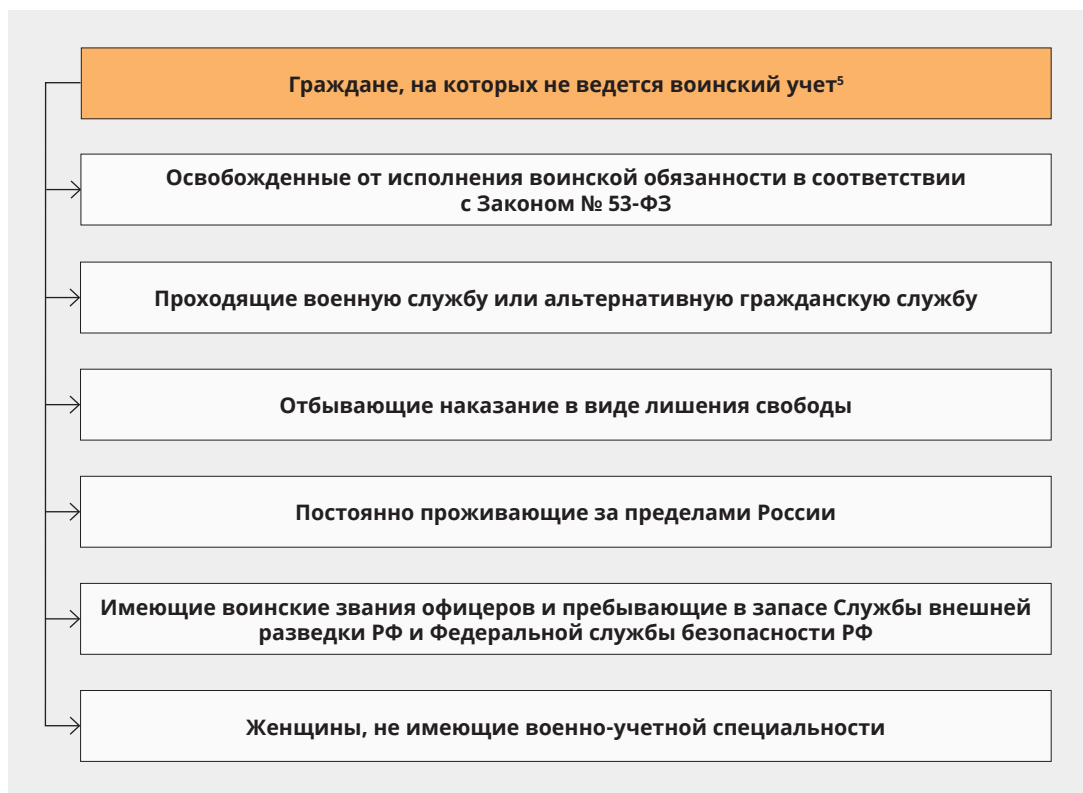 Граждане, на которых не ведется воинский учет⁵
Освобожденные от исполнения воинской обязанности в соответствии
с Законом № 53-ФЗ
Проходящие военную службу или альтернативную гражданскую службу
Отбывающие наказание в виде лишения свободы
Постоянно проживающие за пределами России
Имеющие воинские звания офицеров и пребывающие в запасе Службы внешней
разведки РФ и Федеральной службы безопасности РФ
Женщины, не имеющие военно-учетной специальности